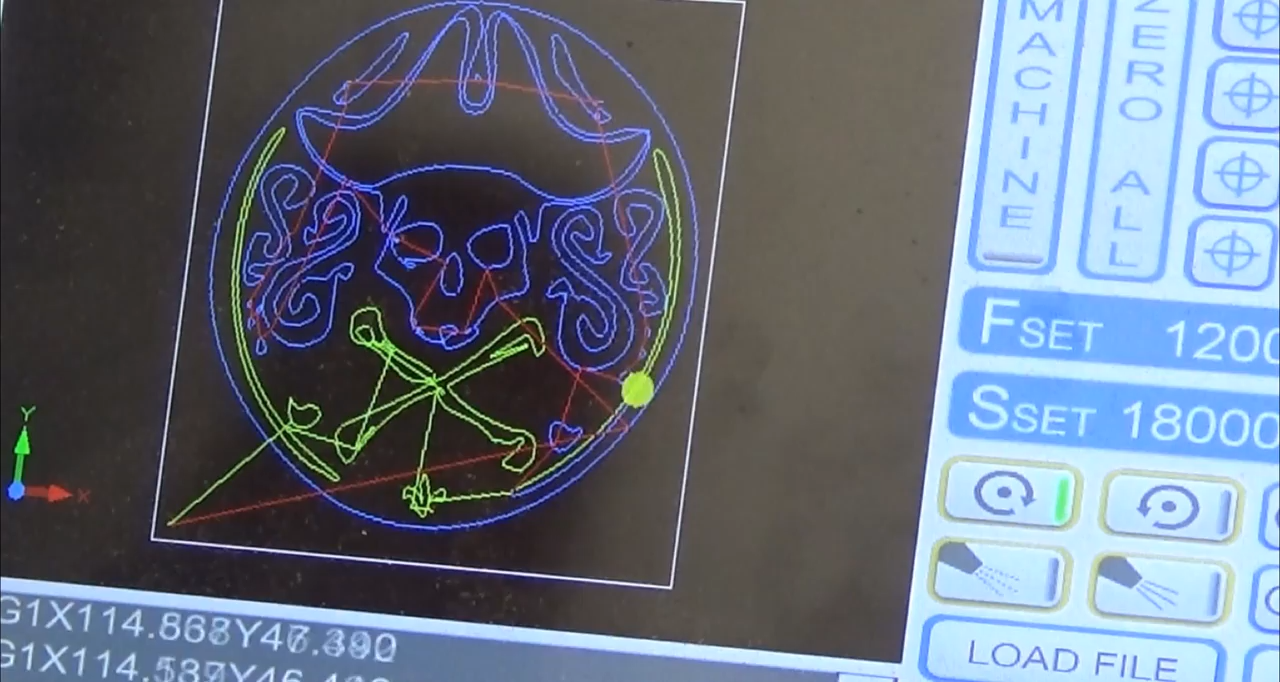 MACHINE
ZERO ALL
FSET 1200
SSET 18000
Y
X
LOAD FILE